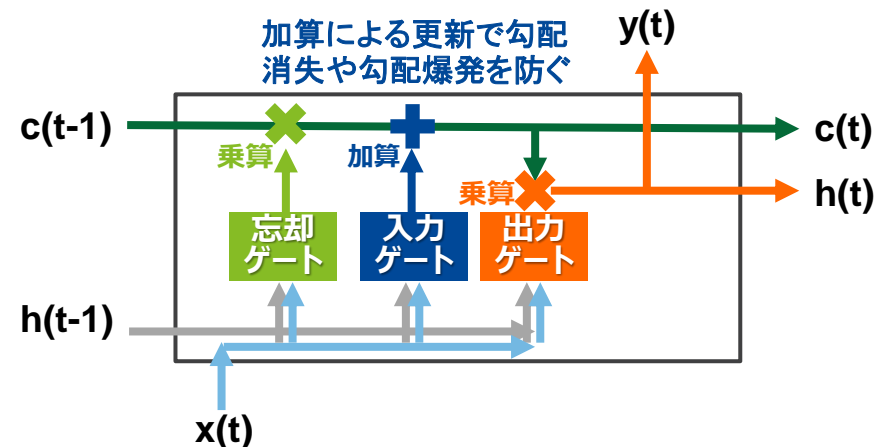 加算による更新で勾配
消失や勾配爆発を防ぐ
y(t)
c(t-1)
c(t)
乗算
加算
乗算
h(t)
忘却
ゲート
入力
ゲート
出力
ゲート
h(t-1)
x(t)